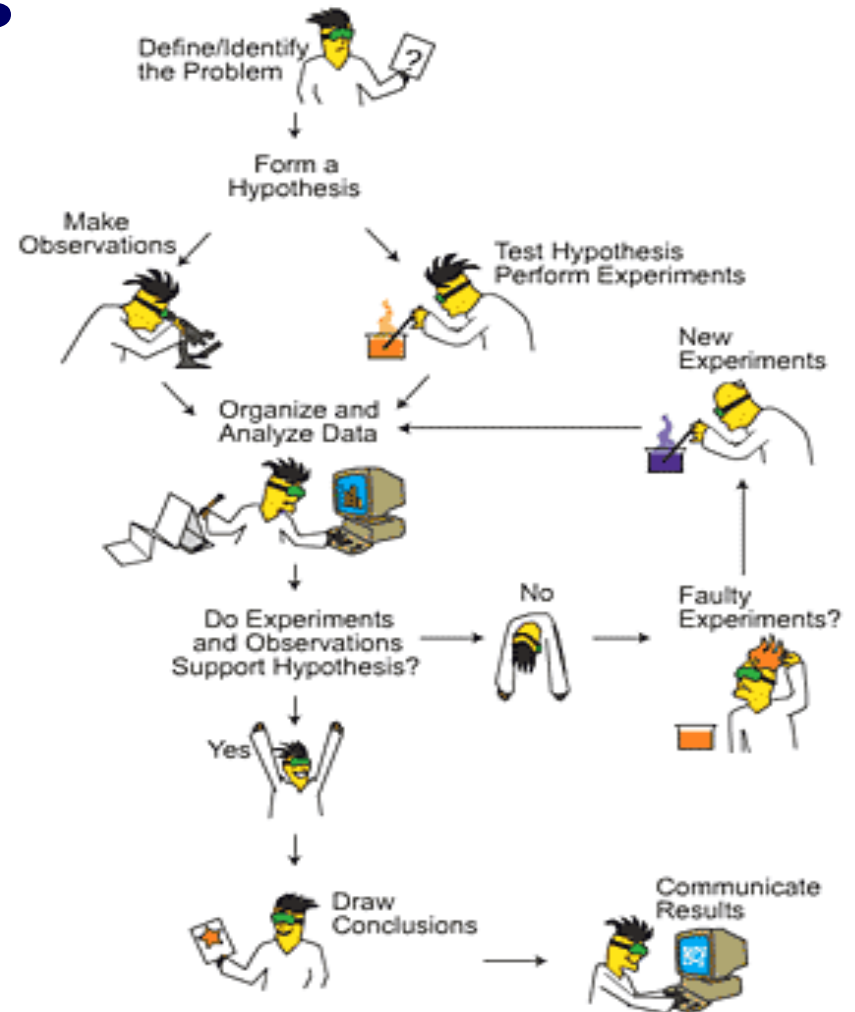 Define/Identify
the Problem
?
Form a
Hypothesis
Make
Observations
Test Hypothesis
Perform Experiments
New
Experiments
Organize and
Analyze Data
Do Experiments
and Observations
Support Hypothesis?
No
Faulty
Experiments?
Yes
Draw
Conclusions
Communicate
Results